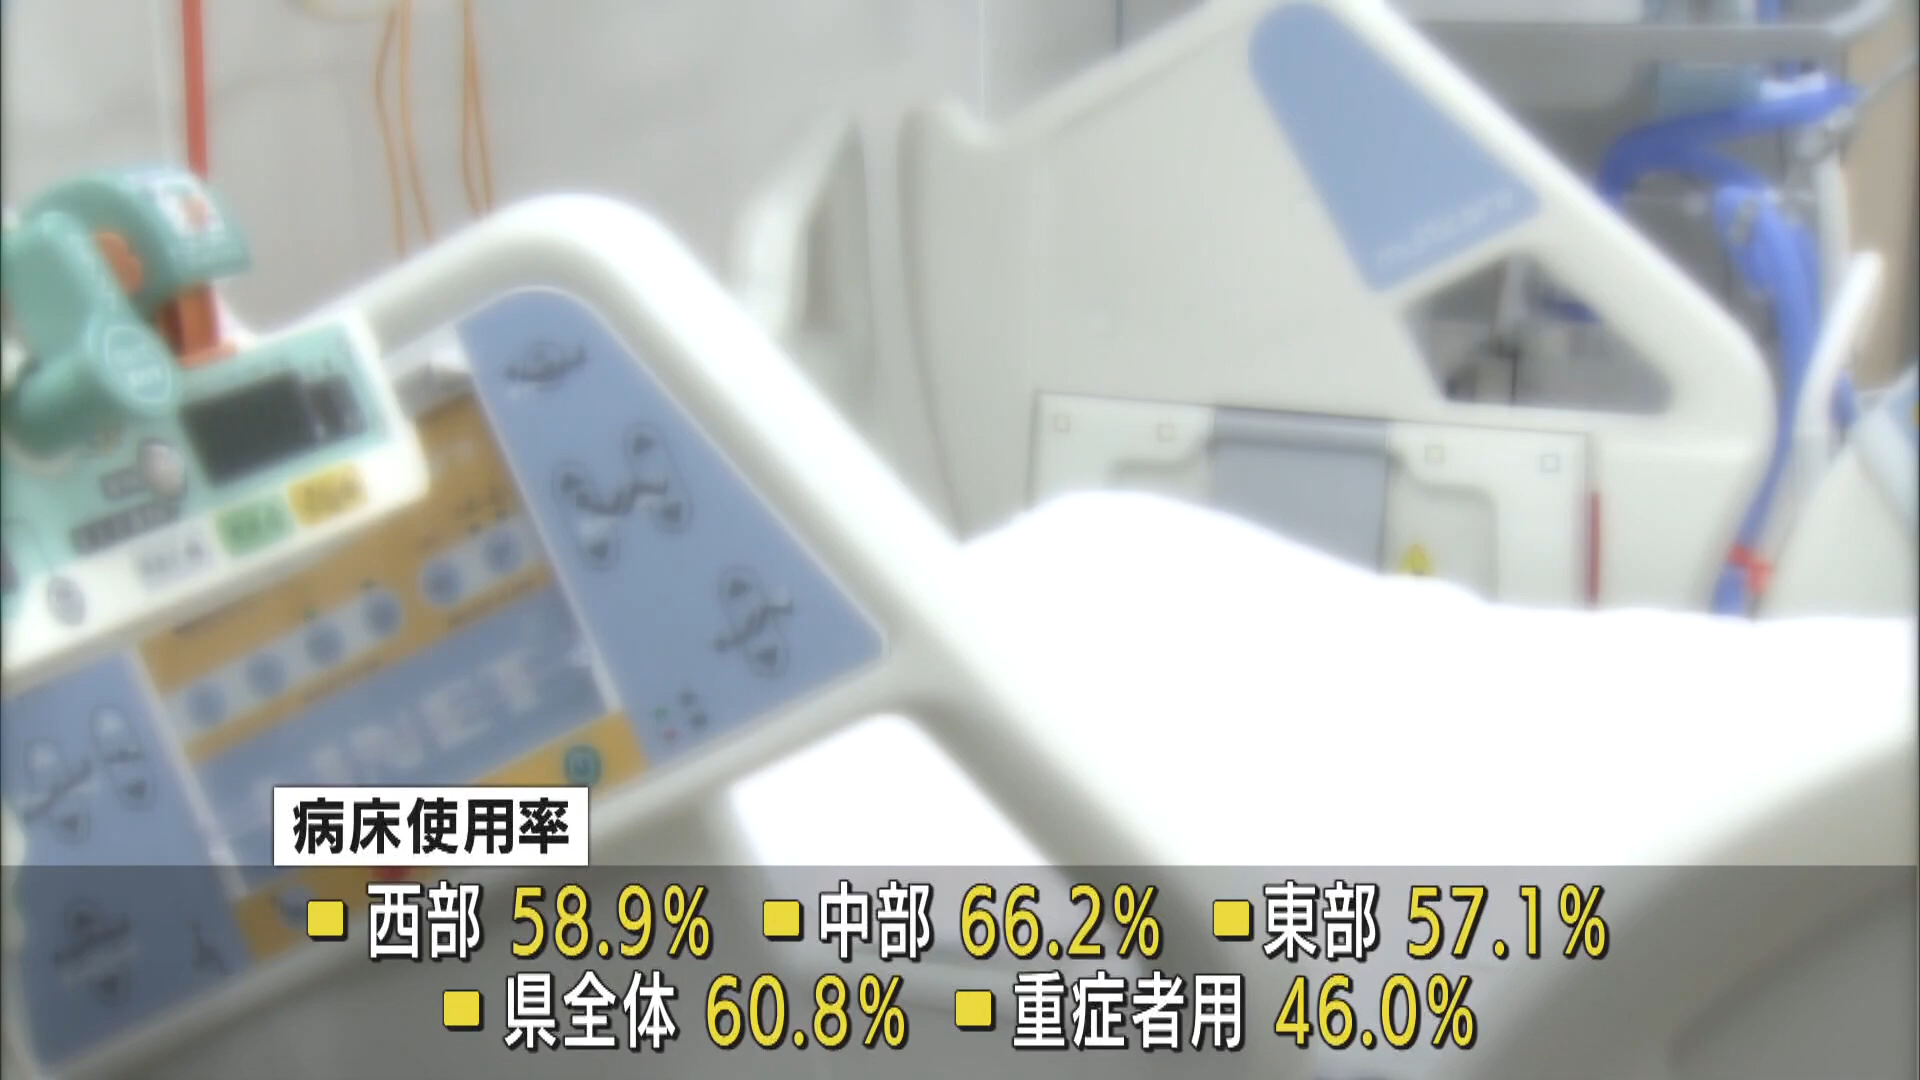 病床使用率
西部 58.9% 中部 66.2% 東部 57.1%
県全体 60.8% 重症者用 46.0%